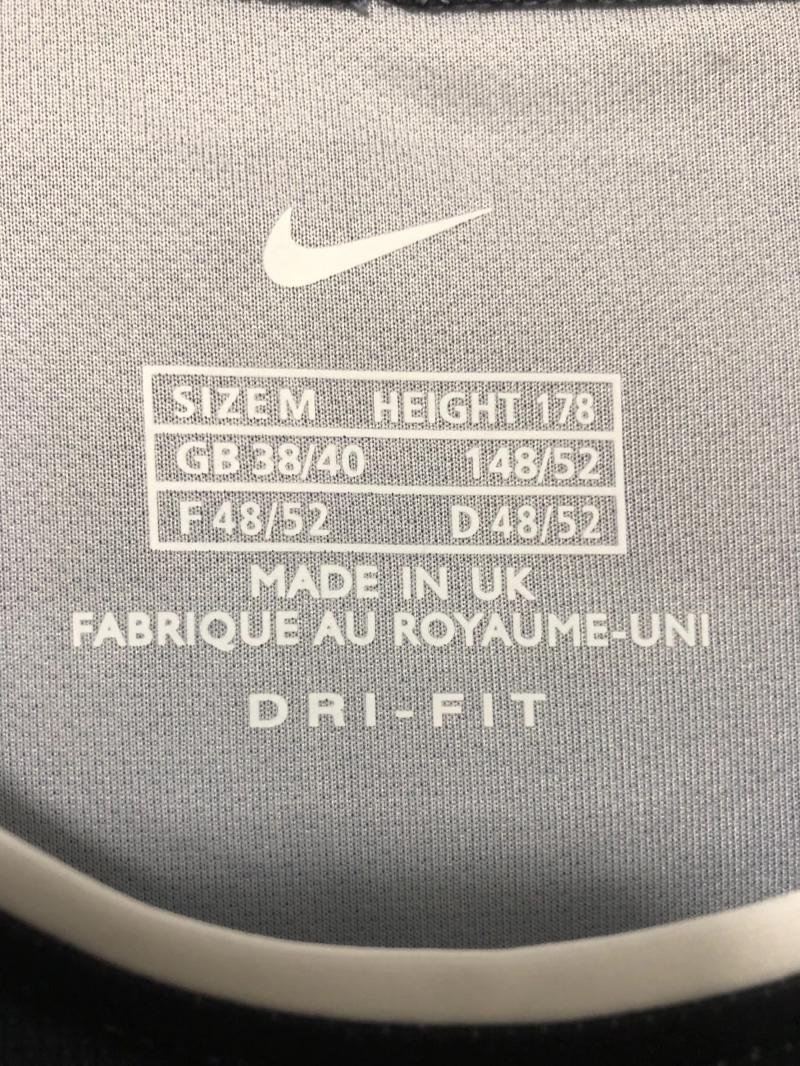 SIZE M HEIGHT 178
GB 38/40 148/52
F 48/52 D 48/52
MADE IN UK
FABRIQUE AU ROYAUME-UNI
DRI-FIT